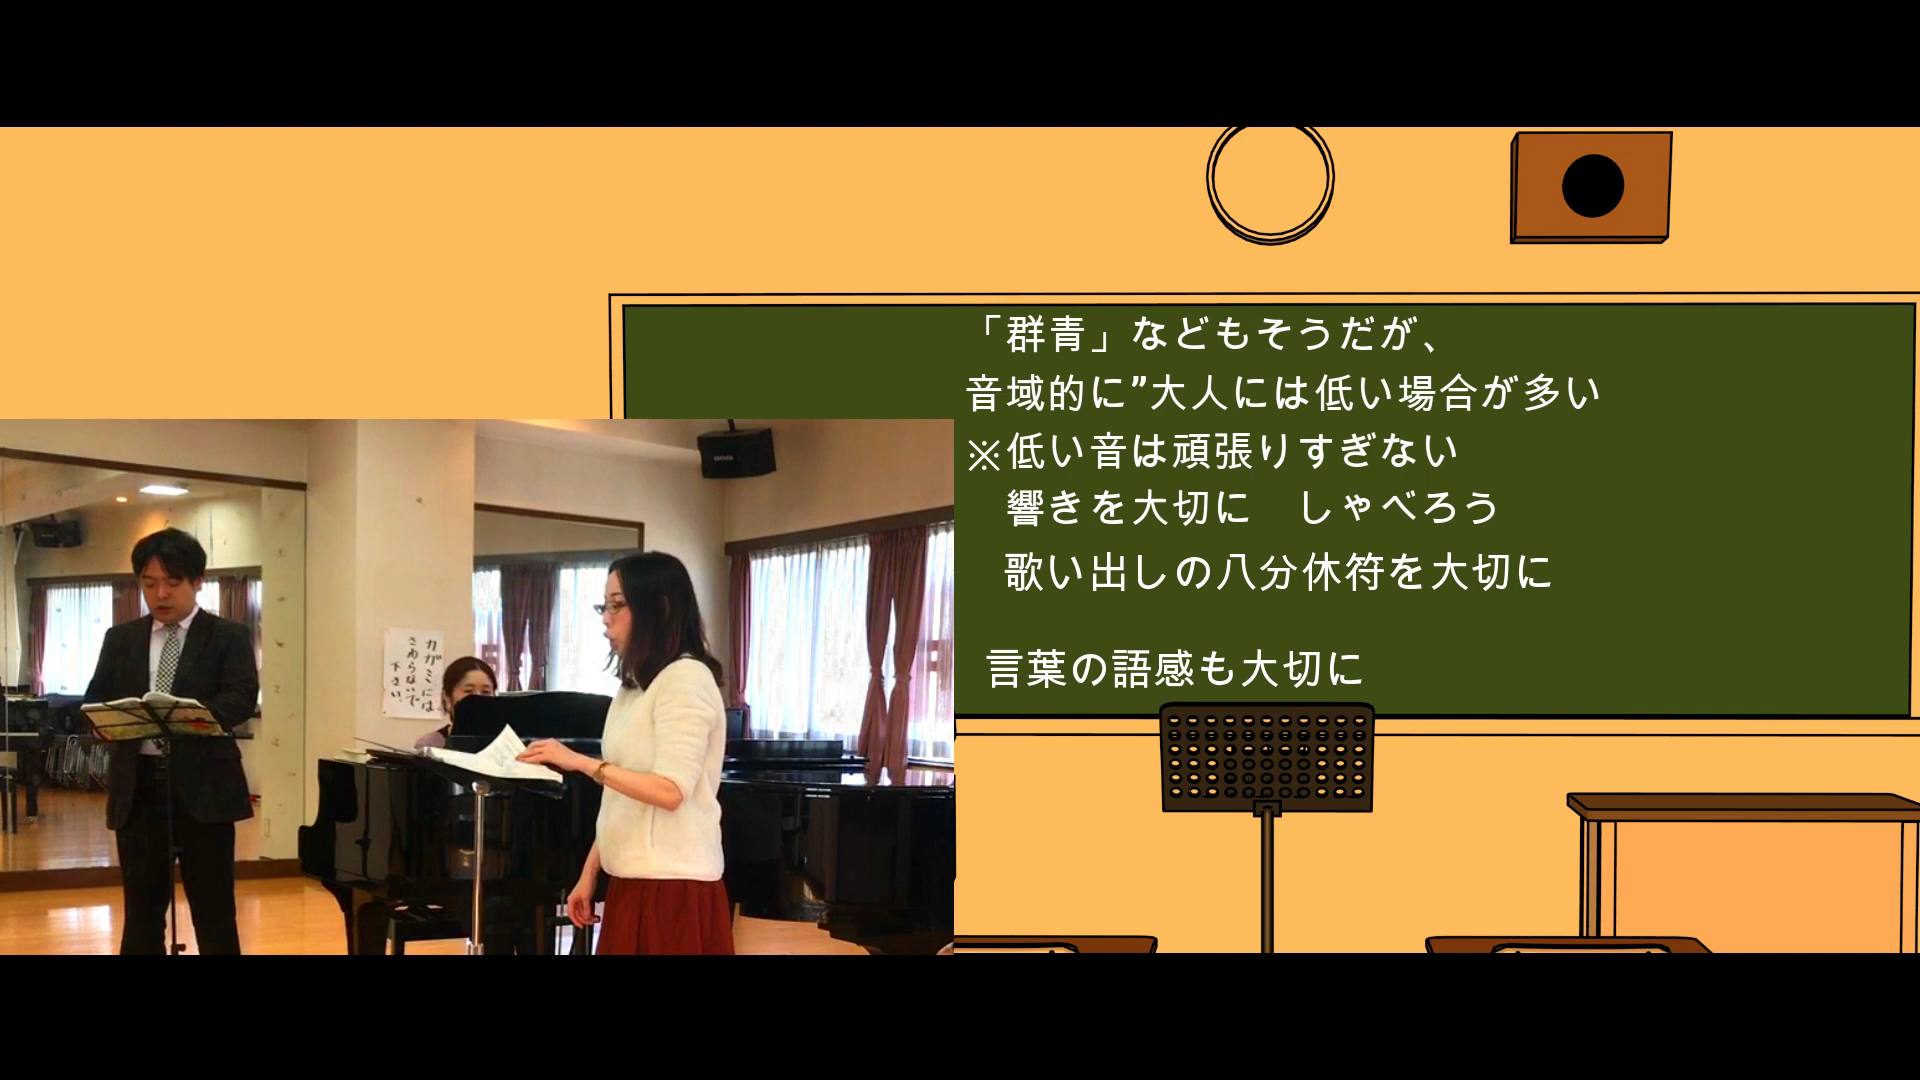 「群青」などもそうだが、
音域的に”大人には低い場合が多い
※低い音は頑張りすぎない
響きを大切に　しゃべろう
歌い出しの八分休符を大切に
言葉の語感も大切に
カガミには
さわらないで
下さい。